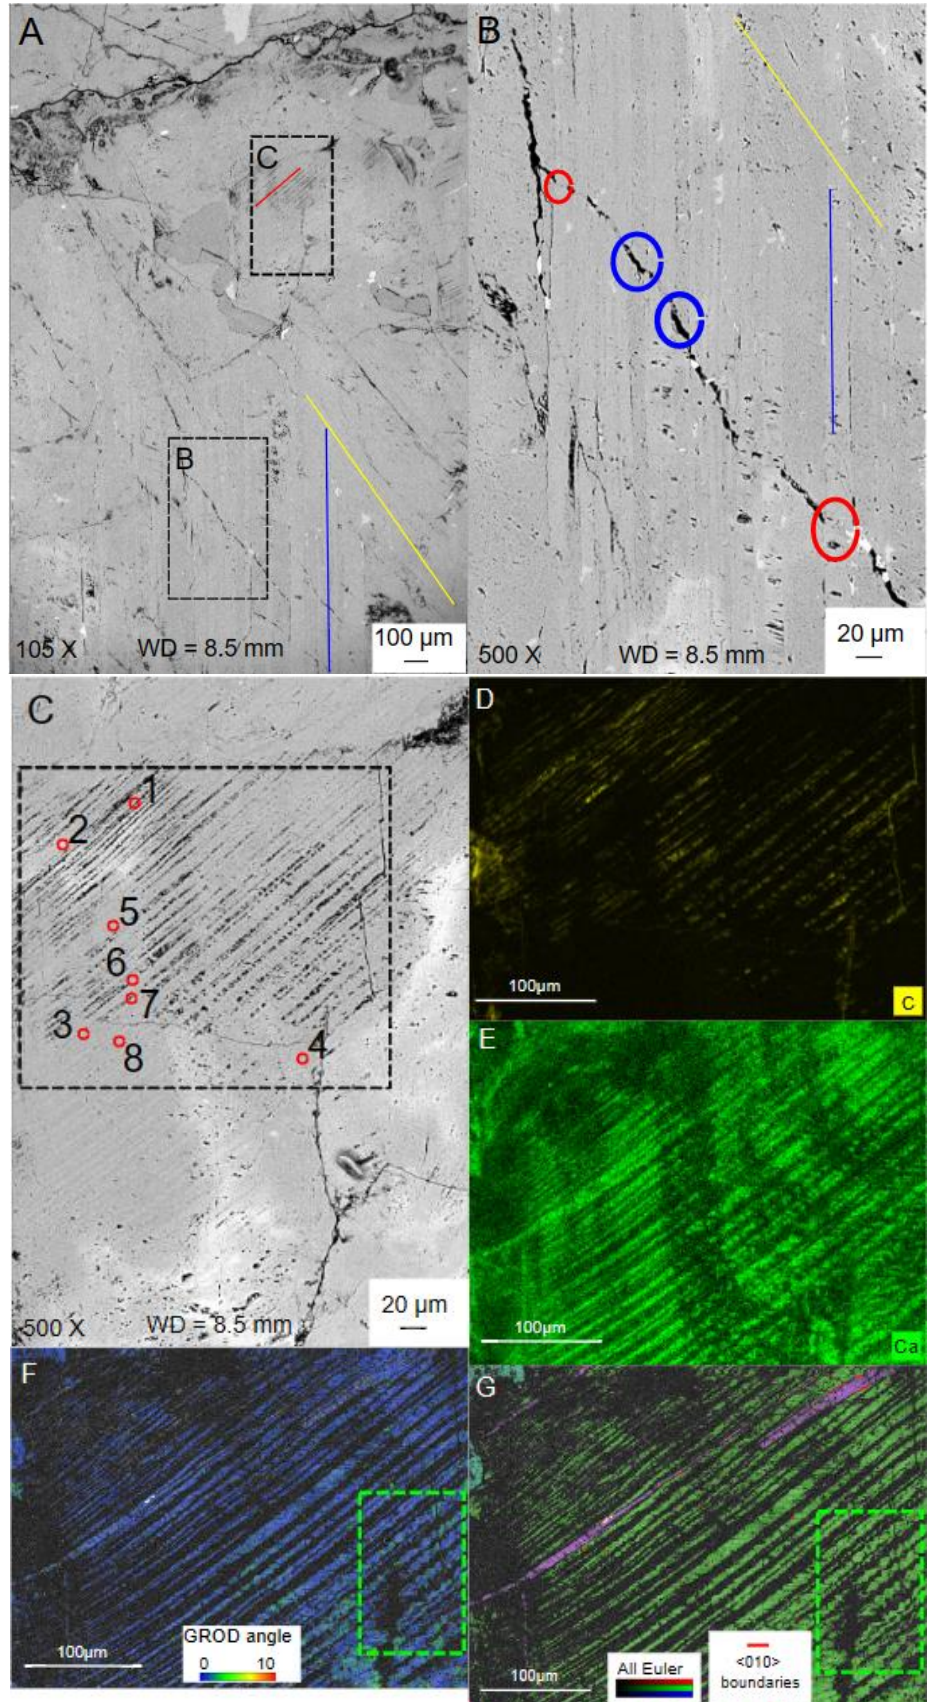 A
C
B
105 X
WD = 8.5 mm
100 µm
B
500 X
WD = 8.5 mm
20 µm
C
1
2
5
6
7
3
8
4
500 X
WD = 8.5 mm
20 µm
D
100µm
C
E
100µm
Ca
F
GROD angle
0
10
100µm
G
100µm
All Euler
<010>
boundaries